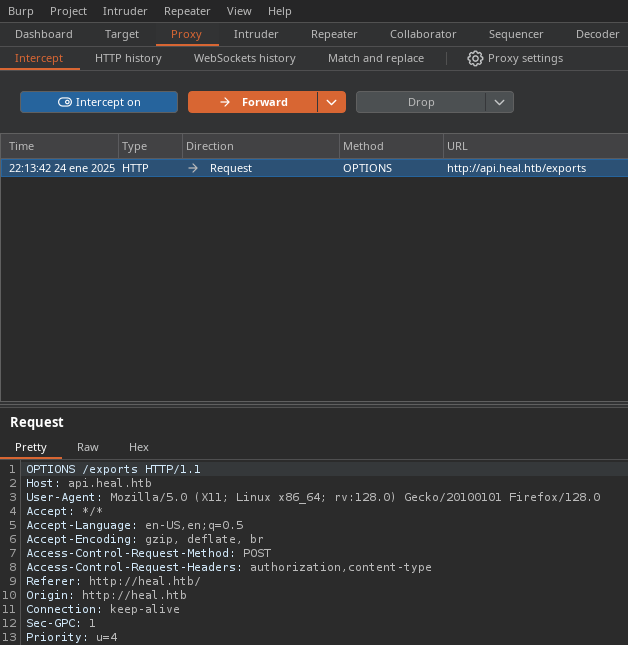 Burp Project Intruder Repeater View Help
Dashboard Target Proxy Intruder Repeater Collaborator Sequencer Decoder
Intercept HTTP history WebSockets history Match and replace Proxy settings
Intercept on Forward Drop
Time Type Direction Method URL
22:13:42 24 ene 2025 HTTP → Request OPTIONS http://api.heal.htb/exports
Request
Pretty Raw Hex
1 OPTIONS /exports HTTP/1.1
2 Host: api.heal.htb
3 User-Agent: Mozilla/5.0 (X11; Linux x86_64; rv:128.0) Gecko/20100101 Firefox/128.0
4 Accept: */*
5 Accept-Language: en-US,en;q=0.5
6 Accept-Encoding: gzip, deflate, br
7 Access-Control-Request-Method: POST
8 Access-Control-Request-Headers: authorization,content-type
9 Referer: http://heal.htb/
10 Origin: http://heal.htb
11 Connection: keep-alive
12 Sec-GPC: 1
13 Priority: u=4